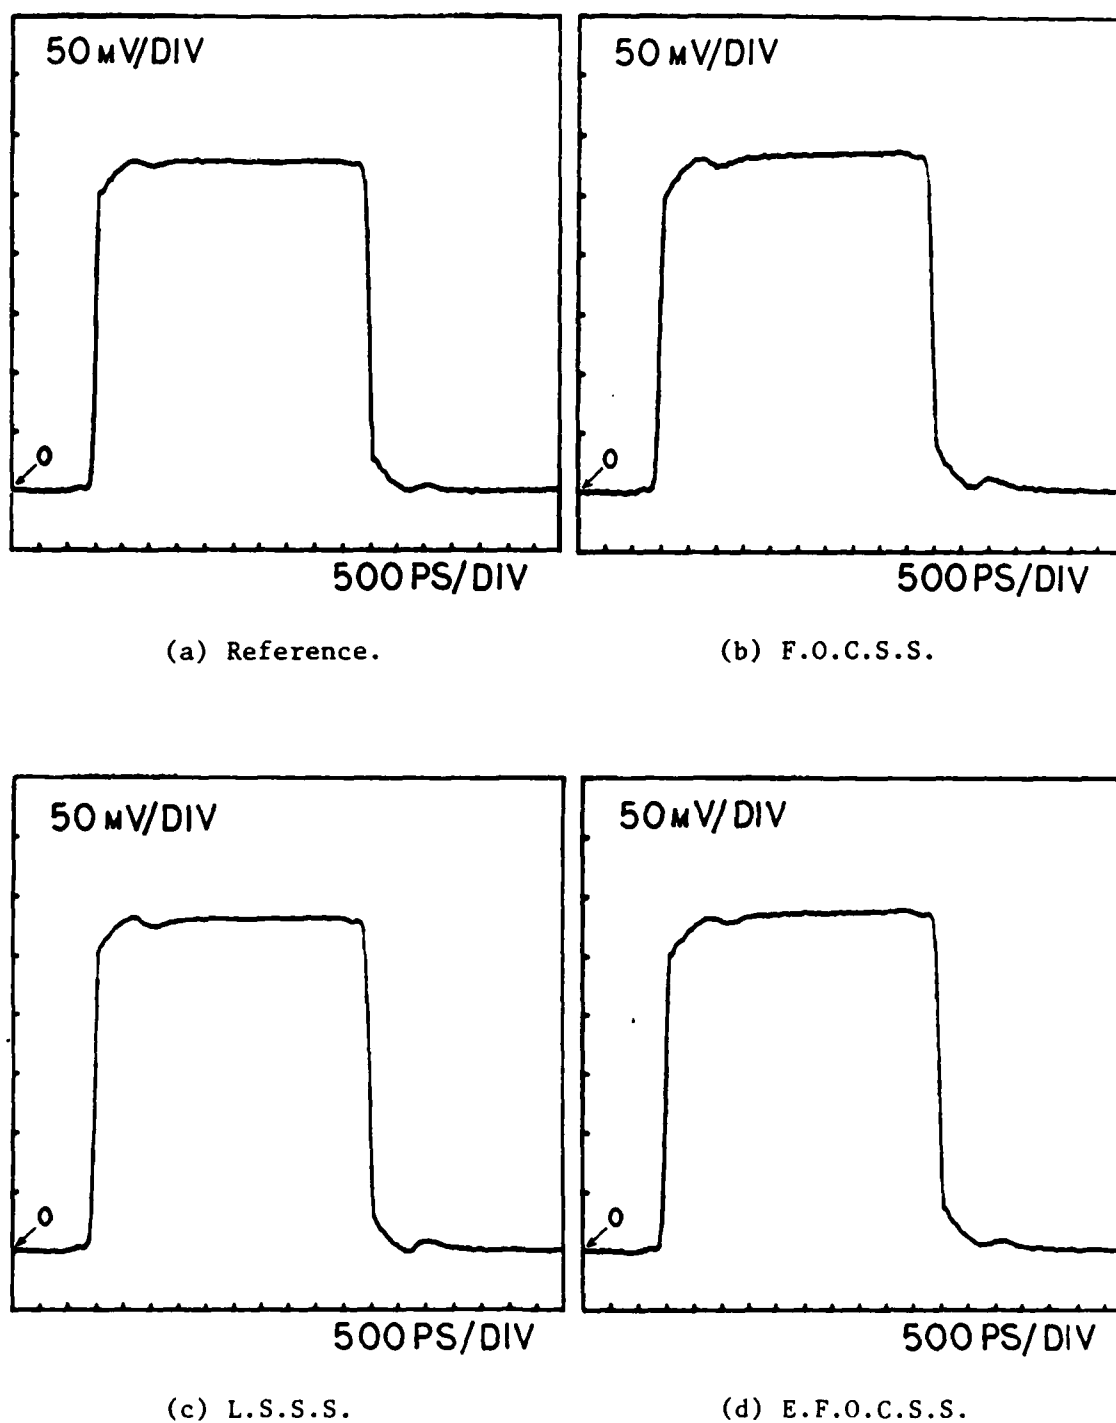 50 MV/DIV
0
500 PS/DIV
(a) Reference.
50 MV/DIV
0
500 PS/DIV
(b) F.O.C.S.S.
50 MV/DIV
0
500 PS/DIV
(c) L.S.S.S.
50 MV/DIV
0
500 PS/DIV
(d) E.F.O.C.S.S.